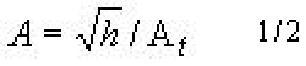 A = √h / A_t 1/2